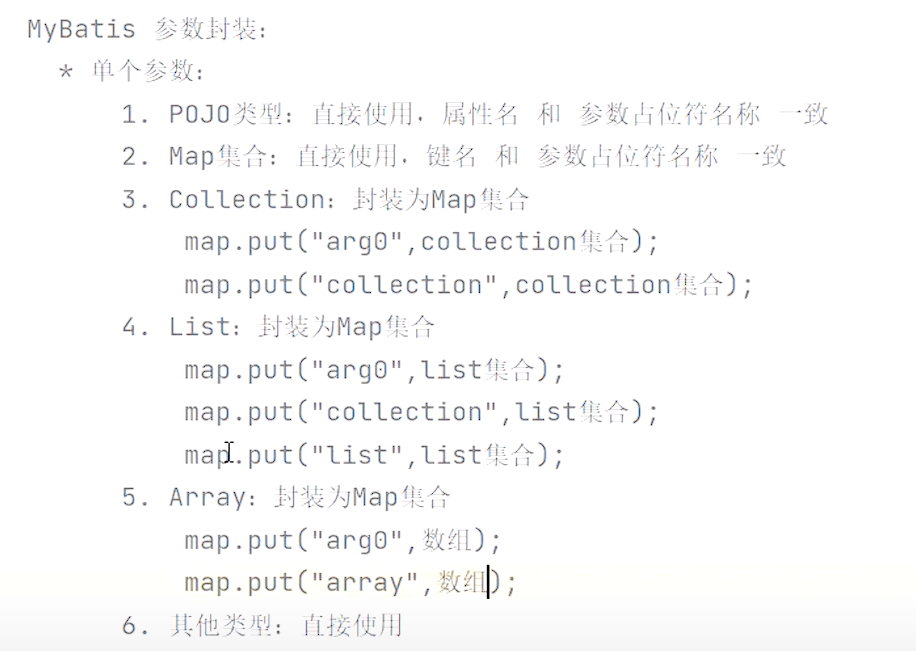 MyBatis 参数封装：
* 单个参数：
1. POJO类型：直接使用，属性名 和 参数占位符名称 一致
2. Map集合：直接使用，键名 和 参数占位符名称 一致
3. Collection：封装为Map集合
map.put("arg0",collection集合);
map.put("collection",collection集合);
4. List：封装为Map集合
map.put("arg0",list集合);
map.put("collection",list集合);
map.put("list",list集合);
5. Array：封装为Map集合
map.put("arg0",数组);
map.put("array",数组);
6. 其他类型：直接使用